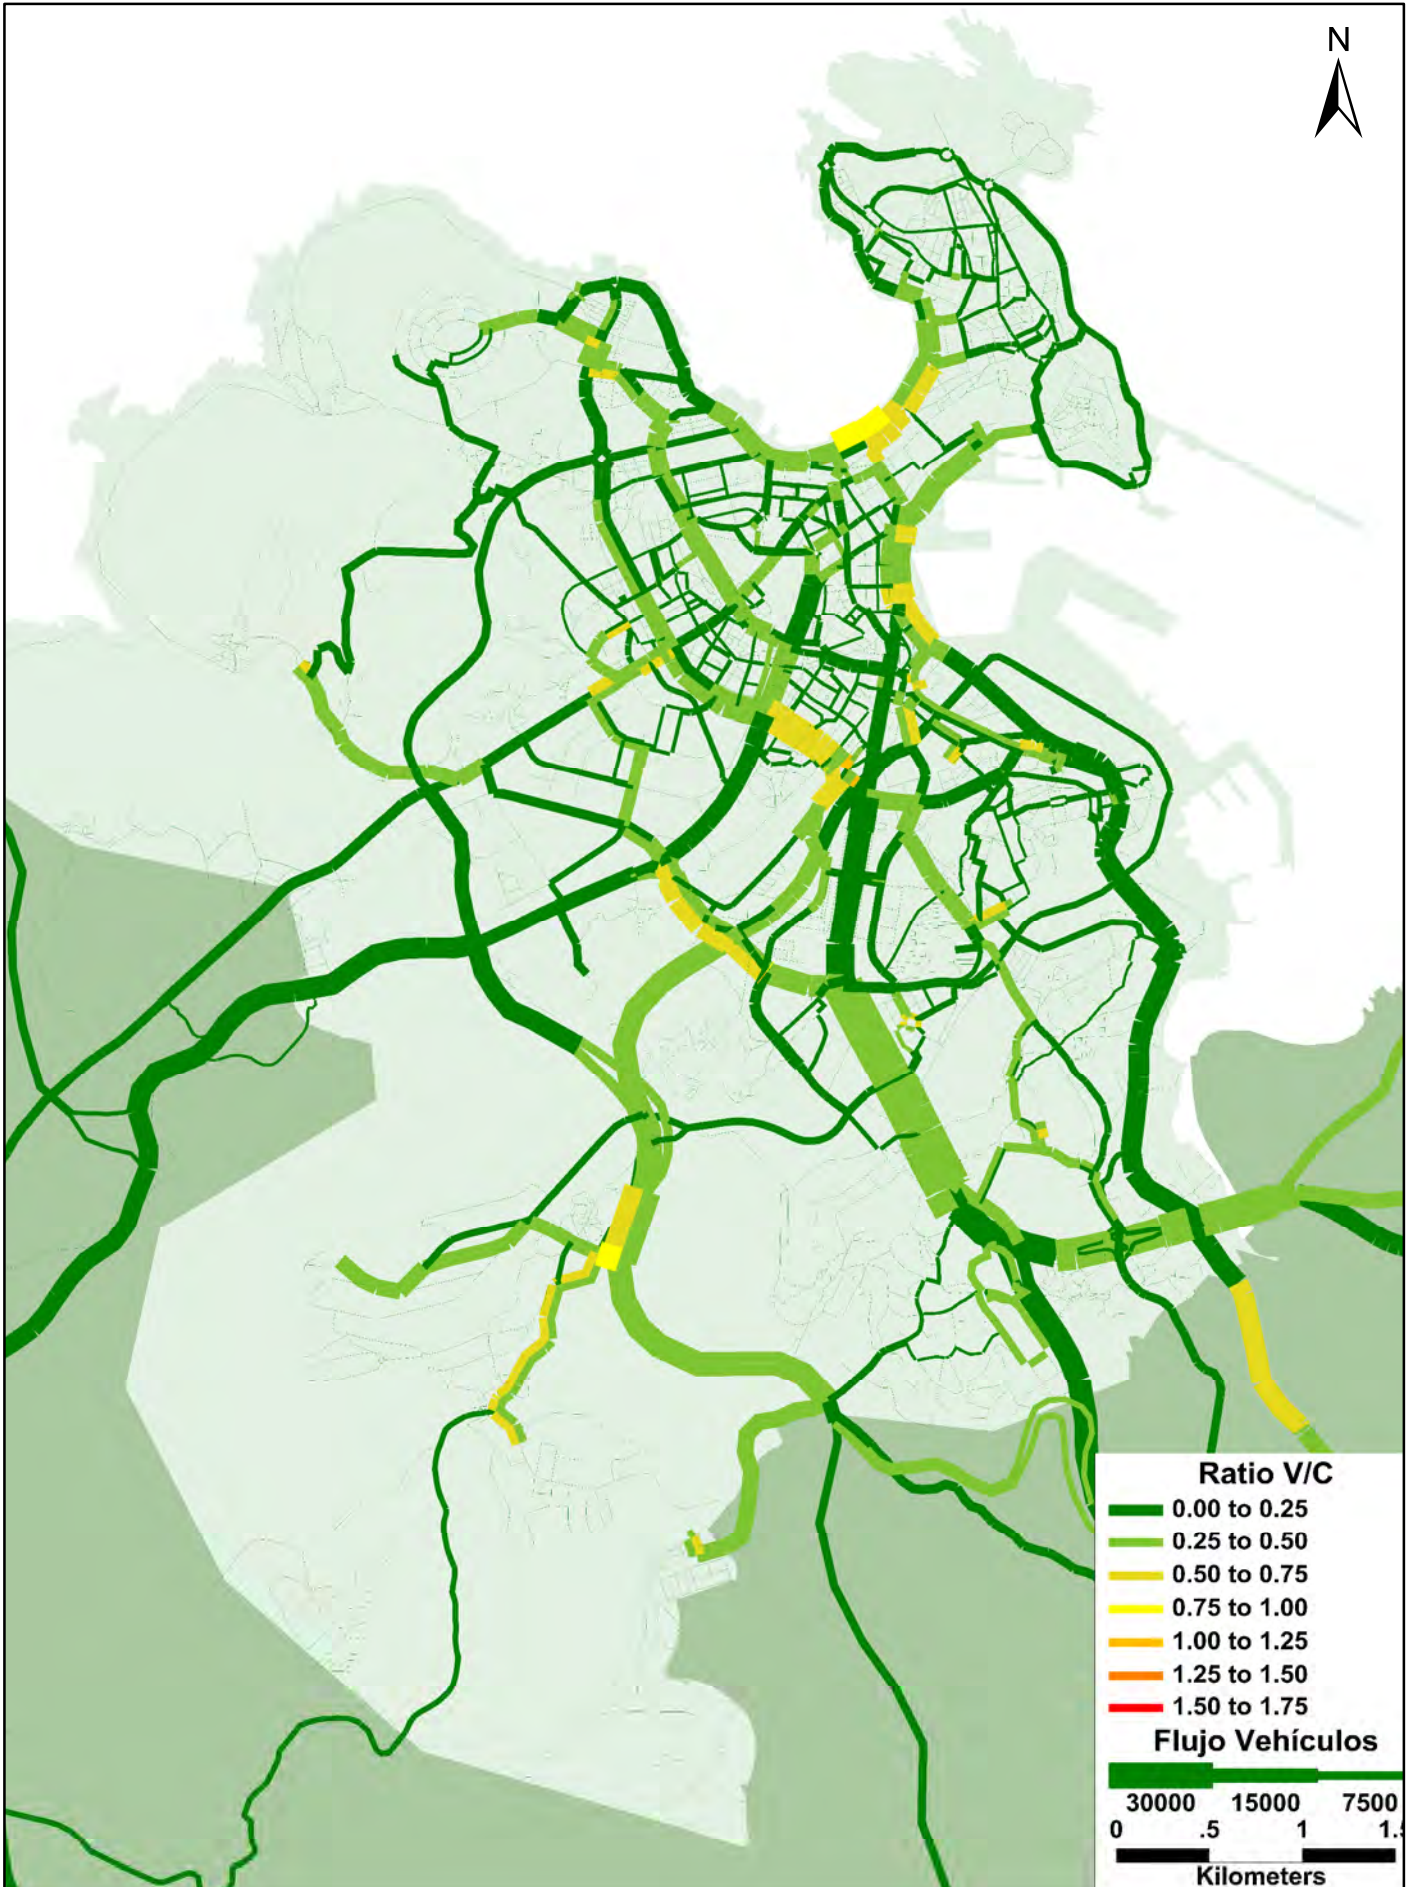 N
Ratio V/C
0.00 to 0.25
0.25 to 0.50
0.50 to 0.75
0.75 to 1.00
1.00 to 1.25
1.25 to 1.50
1.50 to 1.75
Flujo Vehículos
30000 15000 7500
0 .5 1 1.5
Kilometers